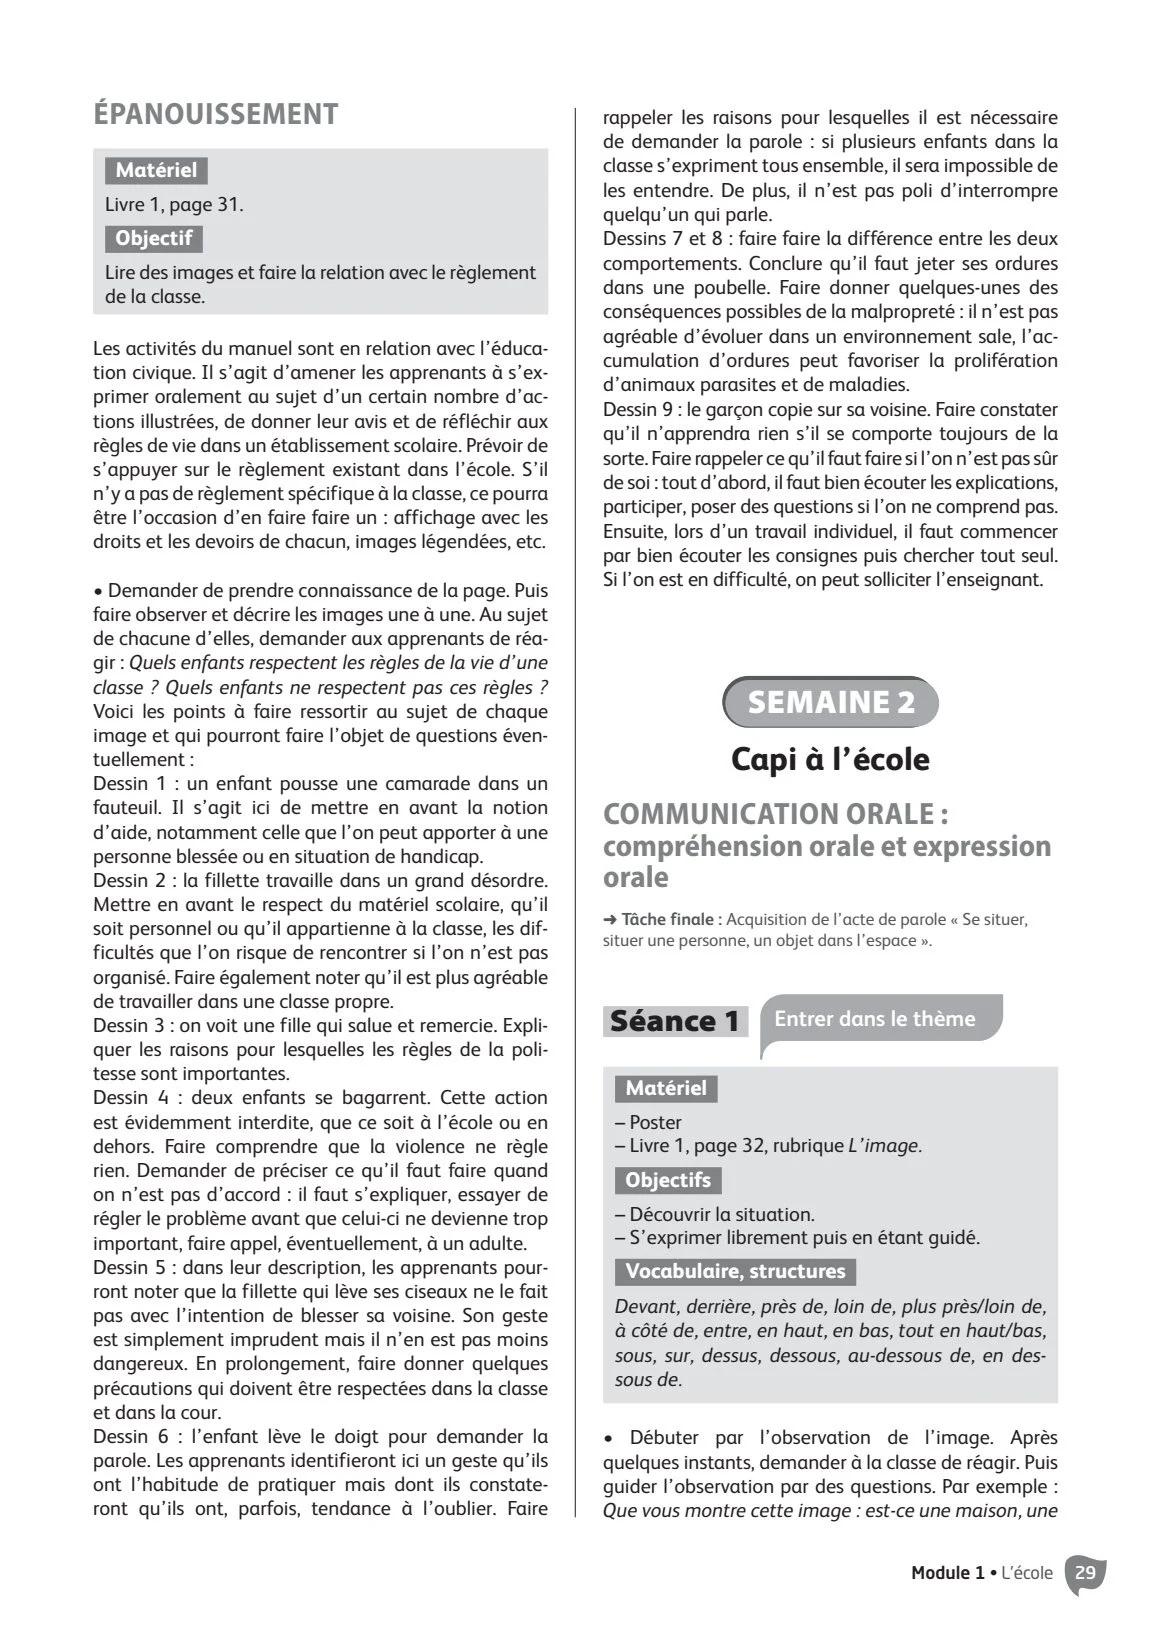 ÉPANOUISSEMENT
Matériel
Livre 1, page 31.
Objectif
Lire des images et faire la relation avec le règlement
de la classe.
Les activités du manuel sont en relation avec l’éduca-
tion civique. Il s’agit d’amener les apprenants à s’ex-
primer oralement au sujet d’un certain nombre d’ac-
tions illustrées, de donner leur avis et de réfléchir aux
règles de vie dans un établissement scolaire. Prévoir de
s’appuyer sur le règlement existant dans l’école. S’il
n’y a pas de règlement spécifique à la classe, ce pourra
être l’occasion d’en faire faire un : affichage avec les
droits et les devoirs de chacun, images légendées, etc.
• Demander de prendre connaissance de la page. Puis
faire observer et décrire les images une à une. Au sujet
de chacune d’elles, demander aux apprenants de réa-
gir : Quels enfants respectent les règles de la vie d’une
classe ? Quels enfants ne respectent pas ces règles ?
Voici les points à faire ressortir au sujet de chaque
image et qui pourront faire l’objet de questions éven-
tuellement :
Dessin 1 : un enfant pousse une camarade dans un
fauteuil. Il s’agit ici de mettre en avant la notion
d’aide, notamment celle que l’on peut apporter à une
personne blessée ou en situation de handicap.
Dessin 2 : la fillette travaille dans un grand désordre.
Mettre en avant le respect du matériel scolaire, qu’il
soit personnel ou qu’il appartienne à la classe, les dif-
ficultés que l’on risque de rencontrer si l’on n’est pas
organisé. Faire également noter qu’il est plus agréable
de travailler dans une classe propre.
Dessin 3 : on voit une fille qui salue et remercie. Expli-
quer les raisons pour lesquelles les règles de la poli-
tesse sont importantes.
Dessin 4 : deux enfants se bagarrent. Cette action
est évidemment interdite, que ce soit à l’école ou en
dehors. Faire comprendre que la violence ne règle
rien. Demander de préciser ce qu’il faut faire quand
on n’est pas d’accord : il faut s’expliquer, essayer de
régler le problème avant que celui-ci ne devienne trop
important, faire appel, éventuellement, à un adulte.
Dessin 5 : dans leur description, les apprenants pour-
ront noter que la fillette qui lève ses ciseaux ne le fait
pas avec l’intention de blesser sa voisine. Son geste
est simplement imprudent mais il n’en est pas moins
dangereux. En prolongement, faire donner quelques
précautions qui doivent être respectées dans la classe
et dans la cour.
Dessin 6 : l’enfant lève le doigt pour demander la
parole. Les apprenants identifieront ici un geste qu’ils
ont l’habitude de pratiquer mais dont ils constate-
ront qu’ils ont, parfois, tendance à l’oublier. Faire
rappeler les raisons pour lesquelles il est nécessaire
de demander la parole : si plusieurs enfants dans la
classe s’expriment tous ensemble, il sera impossible de
les entendre. De plus, il n’est pas poli d’interrompre
quelqu’un qui parle.
Dessins 7 et 8 : faire faire la différence entre les deux
comportements. Conclure qu’il faut jeter ses ordures
dans une poubelle. Faire donner quelques-unes des
conséquences possibles de la malpropreté : il n’est pas
agréable d’évoluer dans un environnement sale, l’ac-
cumulation d’ordures peut favoriser la prolifération
d’animaux parasites et de maladies.
Dessin 9 : le garçon copie sur sa voisine. Faire constater
qu’il n’apprendra rien s’il se comporte toujours de la
sorte. Faire rappeler ce qu’il faut faire si l’on n’est pas sûr
de soi : tout d’abord, il faut bien écouter les explications,
participer, poser des questions si l’on ne comprend pas.
Ensuite, lors d’un travail individuel, il faut commencer
par bien écouter les consignes puis chercher tout seul.
Si l’on est en difficulté, on peut solliciter l’enseignant.
SEMAINE 2
Capi à l’école
COMMUNICATION ORALE :
compréhension orale et expression
orale
➜ Tâche finale : Acquisition de l’acte de parole « Se situer,
situer une personne, un objet dans l’espace ».
Séance 1 Entrer dans le thème
Matériel
– Poster
– Livre 1, page 32, rubrique L’image.
Objectifs
– Découvrir la situation.
– S’exprimer librement puis en étant guidé.
Vocabulaire, structures
Devant, derrière, près de, loin de, plus près/loin de,
à côté de, entre, en haut, en bas, tout en haut/bas,
sous, sur, dessus, dessous, au-dessous de, en des-
sous de.
• Débuter par l’observation de l’image. Après
quelques instants, demander à la classe de réagir. Puis
guider l’observation par des questions. Par exemple :
Que vous montre cette image : est-ce une maison, une
Module 1 • L’école 29